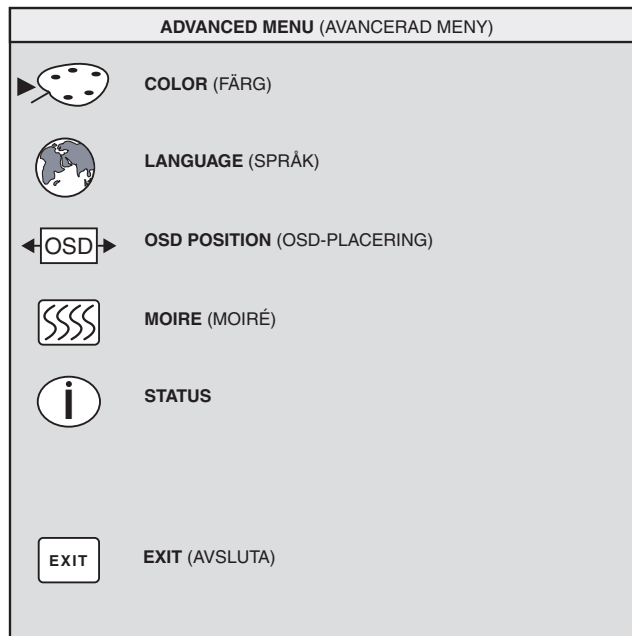 ADVANCED MENU (AVANCERAD MENY)
COLOR (FÄRG)
LANGUAGE (SPRÅK)
OSD
OSD POSITION (OSD-PLACERING)
MOIRE (MOIRÉ)
i
STATUS
EXIT
EXIT (AVSLUTA)